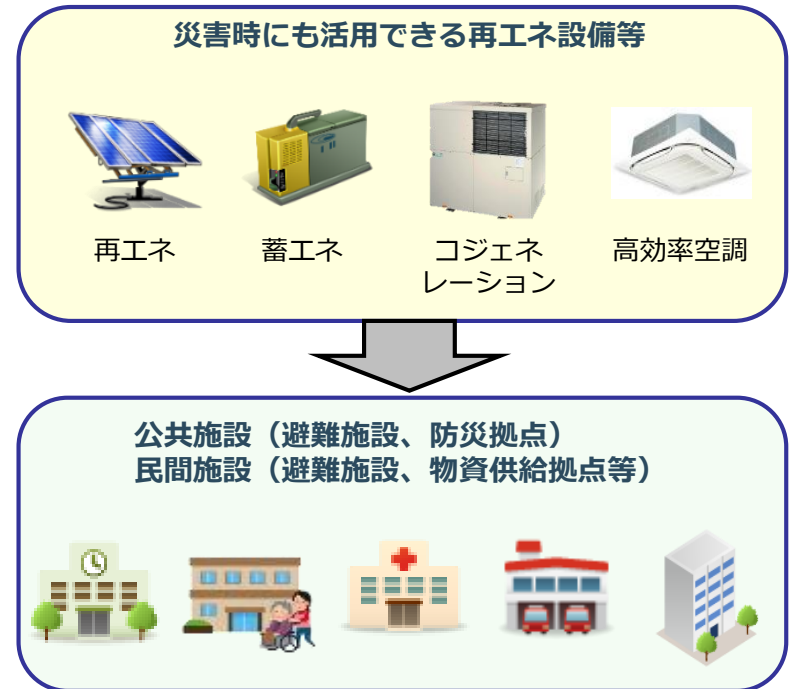 災害時にも活用できる再エネ設備等
再エネ
蓄エネ
コジェネ
レーション
高効率空調
公共施設（避難施設、防災拠点）
民間施設（避難施設、物資供給拠点等）